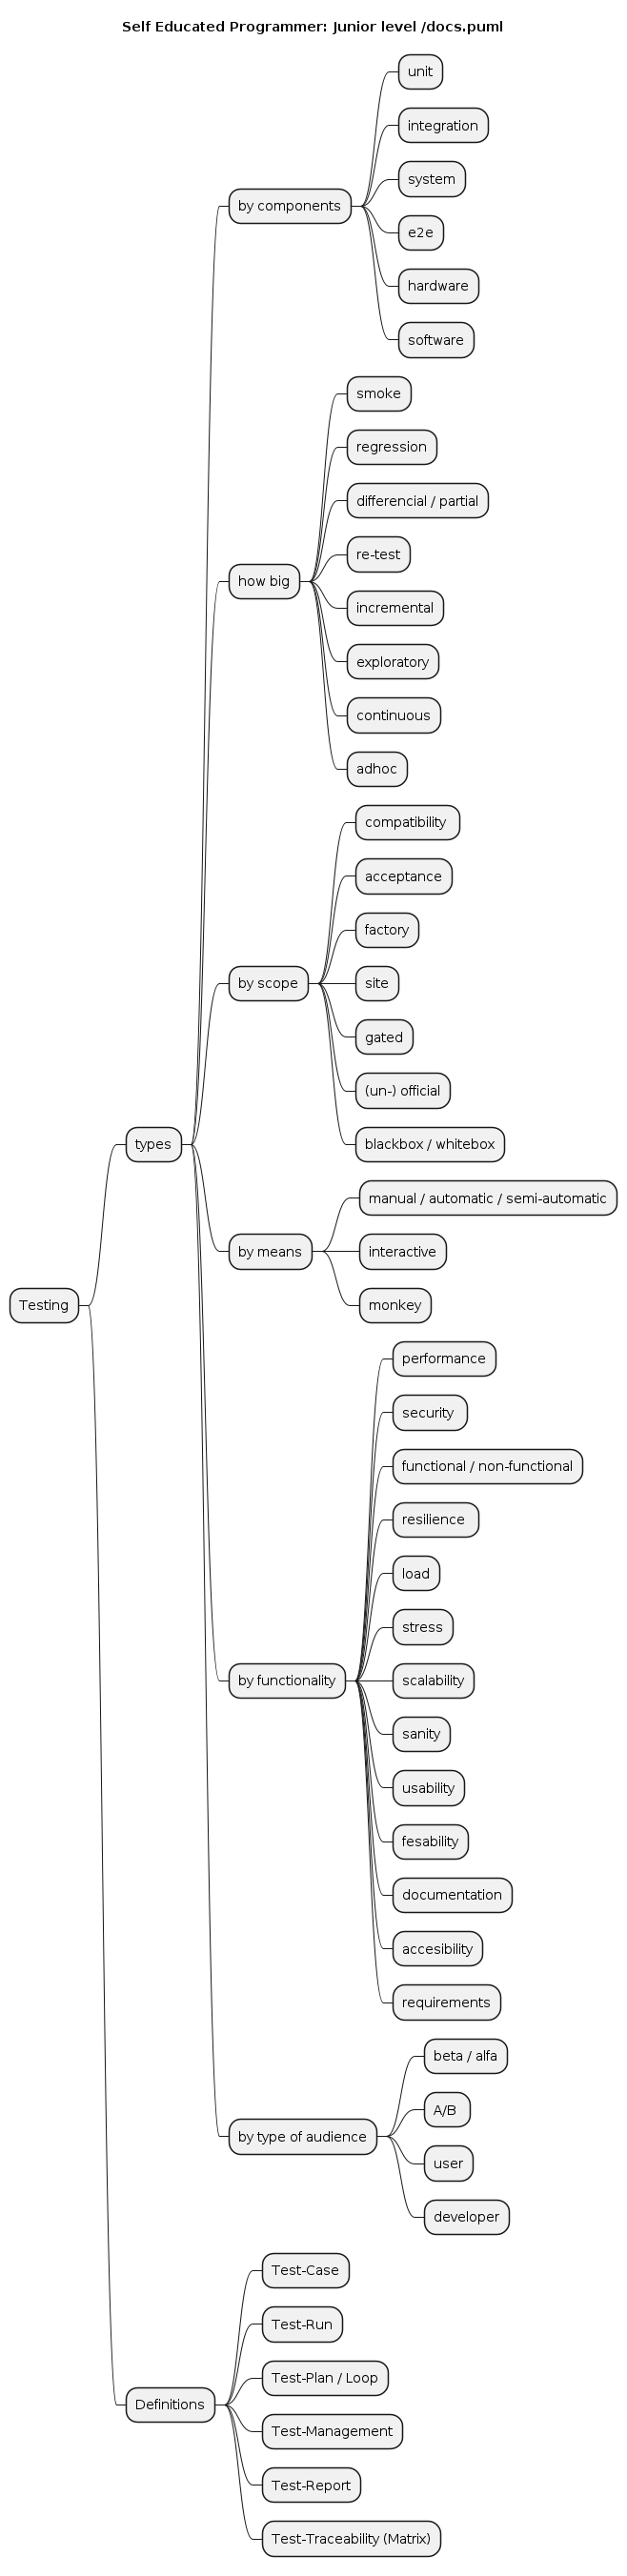 Self Educated Programmer: Junior level /docs.puml
Testing
types
by components
unit
integration
system
e2e
hardware
software
how big
smoke
regression
differencial / partial
re-test
incremental
exploratory
continuous
adhoc
by scope
compatibility
acceptance
factory
site
gated
(un-) official
blackbox / whitebox
by means
manual / automatic / semi-automatic
interactive
monkey
by functionality
performance
security
functional / non-functional
resilience
load
stress
scalability
sanity
usability
fesability
documentation
accesibility
requirements
by type of audience
beta / alfa
A/B
user
developer
Definitions
Test-Case
Test-Run
Test-Plan / Loop
Test-Management
Test-Report
Test-Traceability (Matrix)